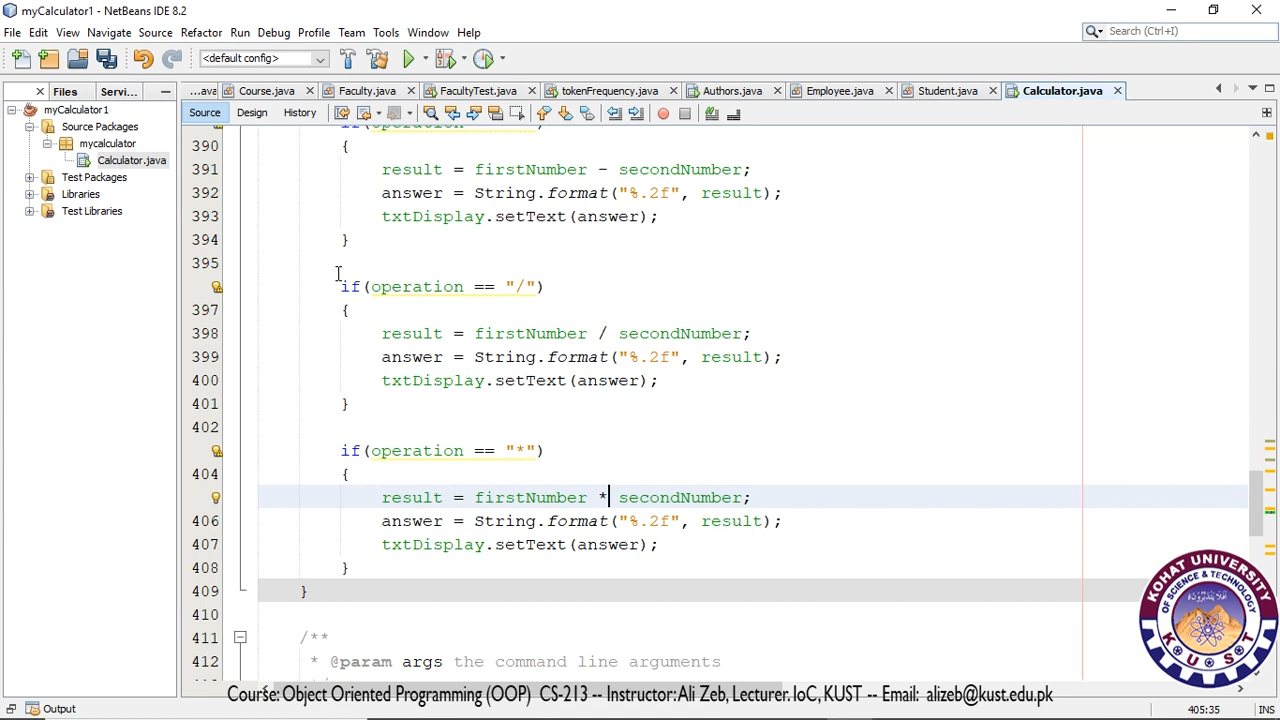 myCalculator1 - NetBeans IDE 8.2
File Edit View Navigate Source Refactor Run Debug Profile Team Tools Window Help
Search (Ctrl+I)
<default config>
Files Servi...
...ava Course.java Faculty.java FacultyTest.java tokenFrequency.java Authors.java Employee.java Student.java Calculator.java
myCalculator1
Source Packages
mycalculator
Calculator.java
Test Packages
Libraries
Test Libraries
Source Design History
if(operation
390 {
391 result = firstNumber - secondNumber;
392 answer = String.format("%.2f", result);
393 txtDisplay.setText(answer);
394 }
395
if(operation == "/")
397 {
398 result = firstNumber / secondNumber;
399 answer = String.format("%.2f", result);
400 txtDisplay.setText(answer);
401 }
402
if(operation == "*")
404 {
result = firstNumber * secondNumber;
406 answer = String.format("%.2f", result);
407 txtDisplay.setText(answer);
408 }
409 }
410
411 /**
412 * @param args the command line arguments
KOHAT UNIVERSITY
OF SCIENCE & TECHNOLOGY
K U S T
Course: Object Oriented Programming (OOP) CS-213 -- Instructor: Ali Zeb, Lecturer. IoC, KUST -- Email: alizeb@kust.edu.pk
Output
405:35 INS